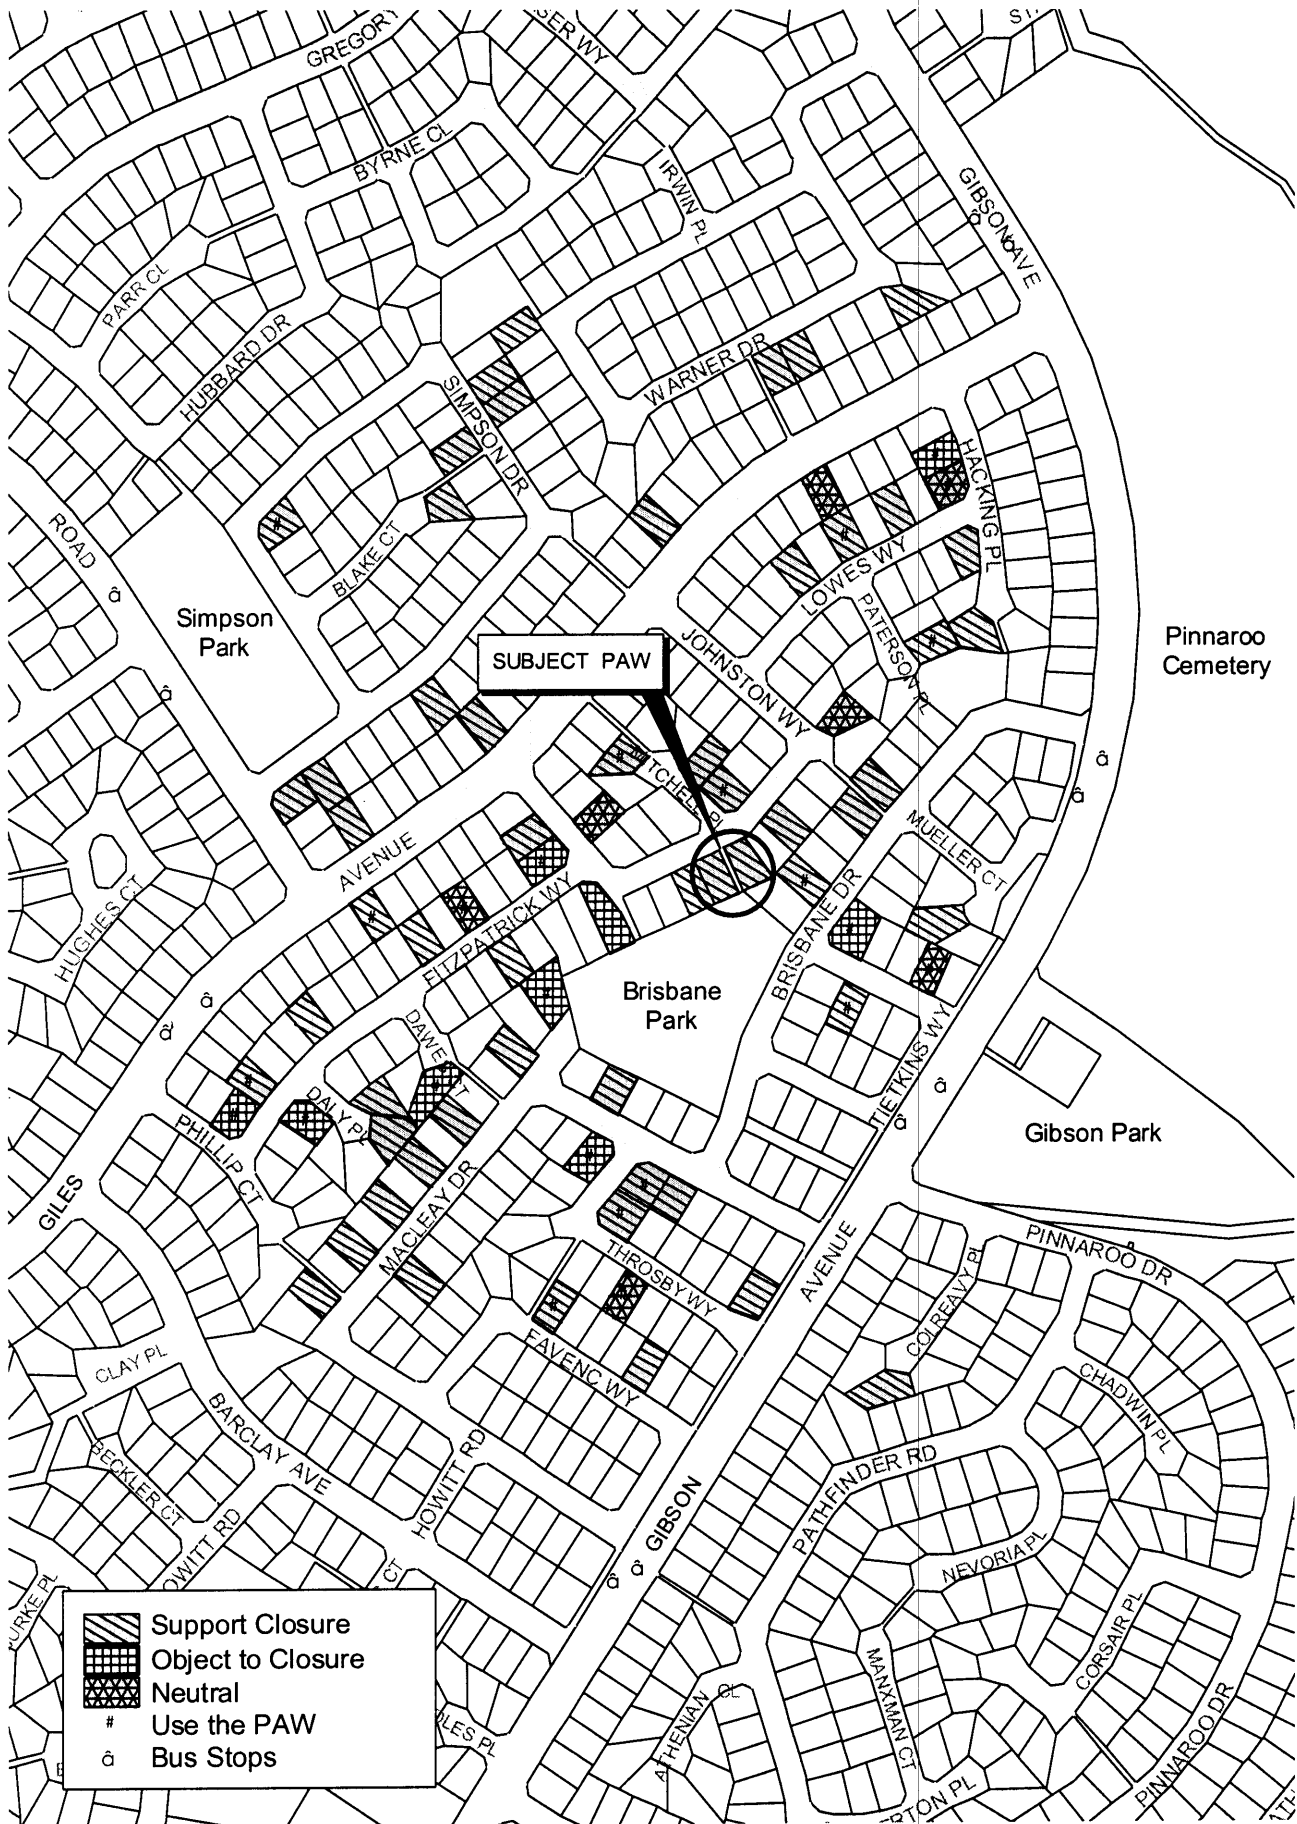 GREGORY
BYRNE CL
IRWIN PL
GIBSON AVE
PARR CL
HUBBARD DR
WARNER DR
SIMPSON DR
HACKING PL
ROAD
BLAKE CT
LOWES WY
PATERSON PL
Simpson
Park
SUBJECT PAW
JOHNSTON WY
Pinnaroo
Cemetery
MITCHELL PL
AVENUE
MUELLER CT
HUGHES CT
FITZPATRICK WY
BRISBANE DR
Brisbane
Park
TIETKINS WY
DALY PL
PHILLIP CT
Gibson Park
GILES
MACLEAY DR
THROSBY WY
AVENUE
PINNAROO DR
COLREAVY PL
FAVENC WY
CLAY PL
CHADWIN PL
BARCLAY AVE
BECKLER CT
HOWITT RD
HOWITT RD
PATHFINDER RD
GIBSON
NEVORIA PL
CT
CORSAIR PL
MANXMAN CT
ATHENIAN CL
PINNAROO DR
Support Closure
Object to Closure
Neutral
# Use the PAW
â Bus Stops